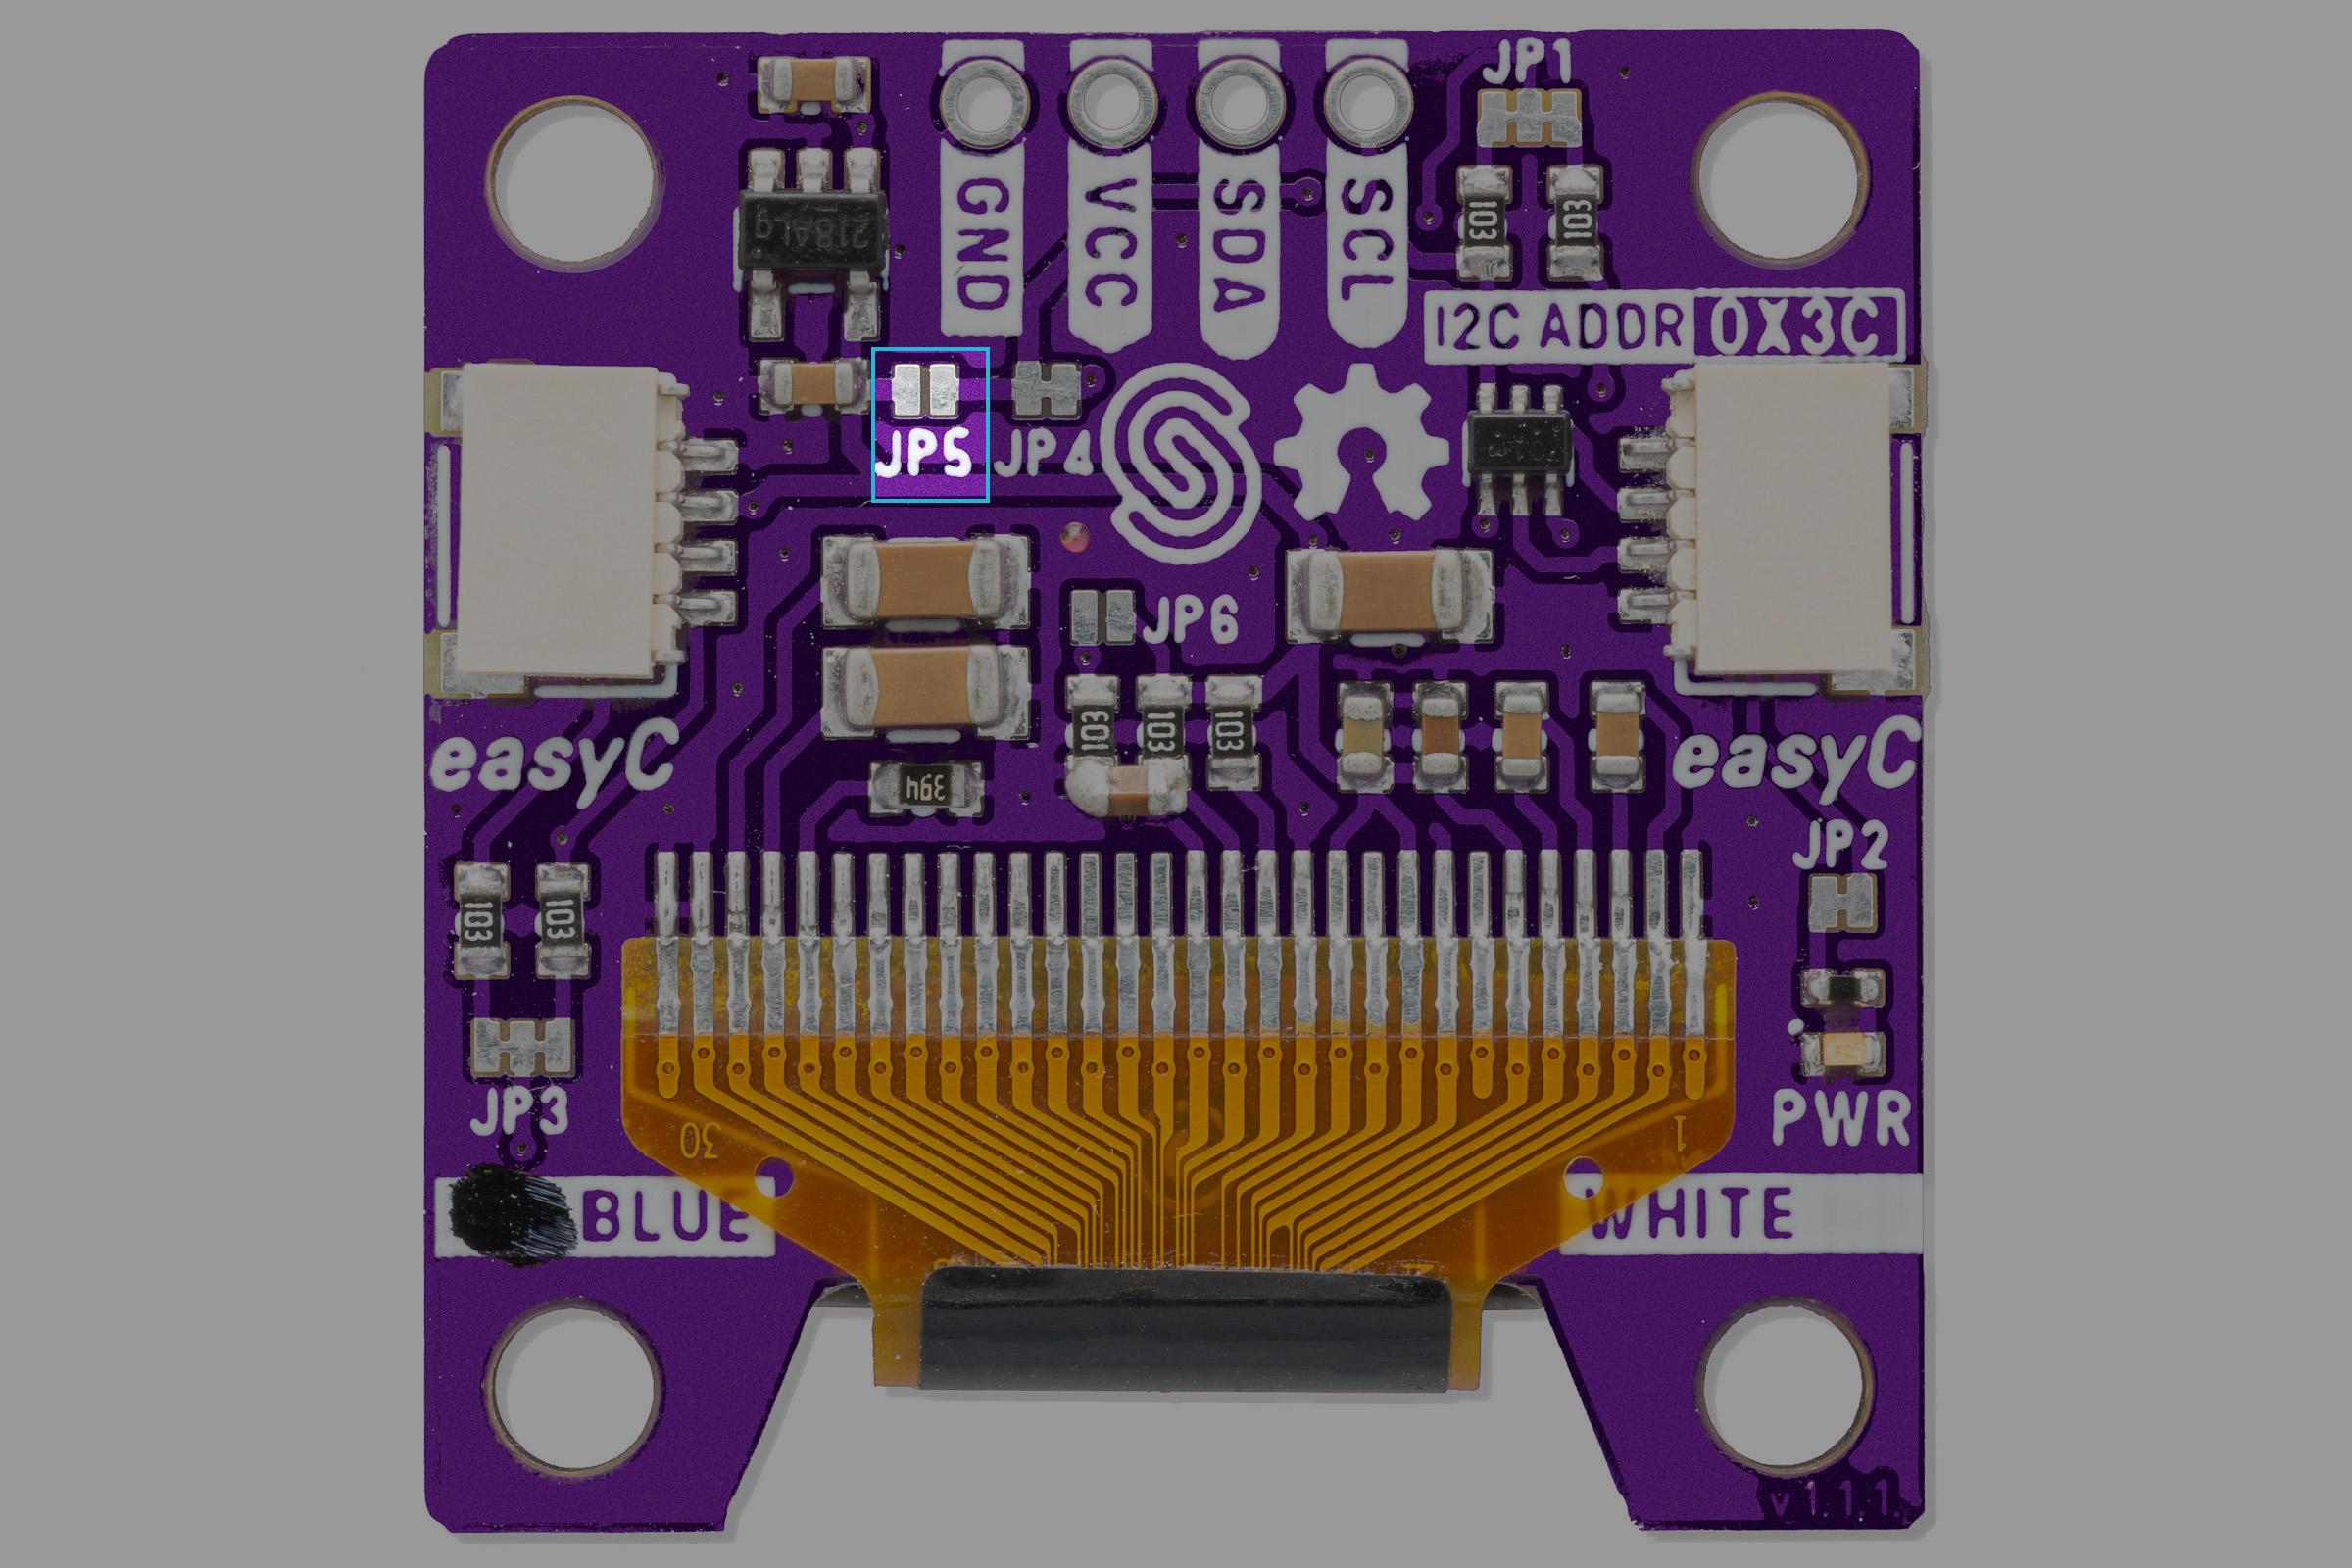 JP1
GND
VCC
SDA
SCL
103
103
I2C ADDR 0X3C
JP5
JP4
JP6
easyC
103
103
103
easyC
394
JP2
103
103
JP3
PWR
30
1
BLUE
WHITE
v1.1.1.